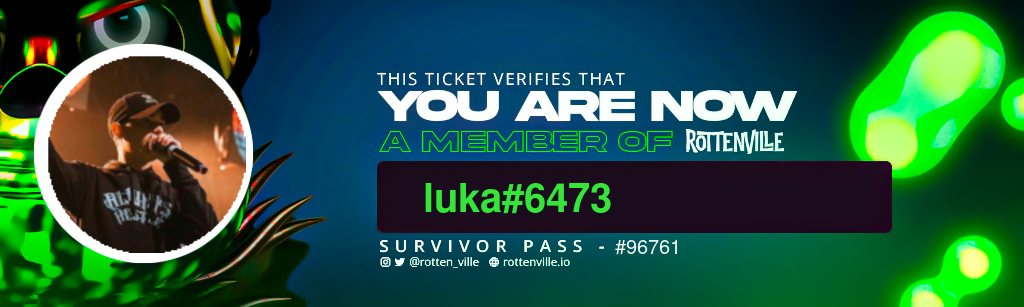 THIS TICKET VERIFIES THAT
YOU ARE NOW
A MEMBER OF ROTTENVILLE
luka#6473
SURVIVOR PASS - #96761
@rotten_ville rottenville.io